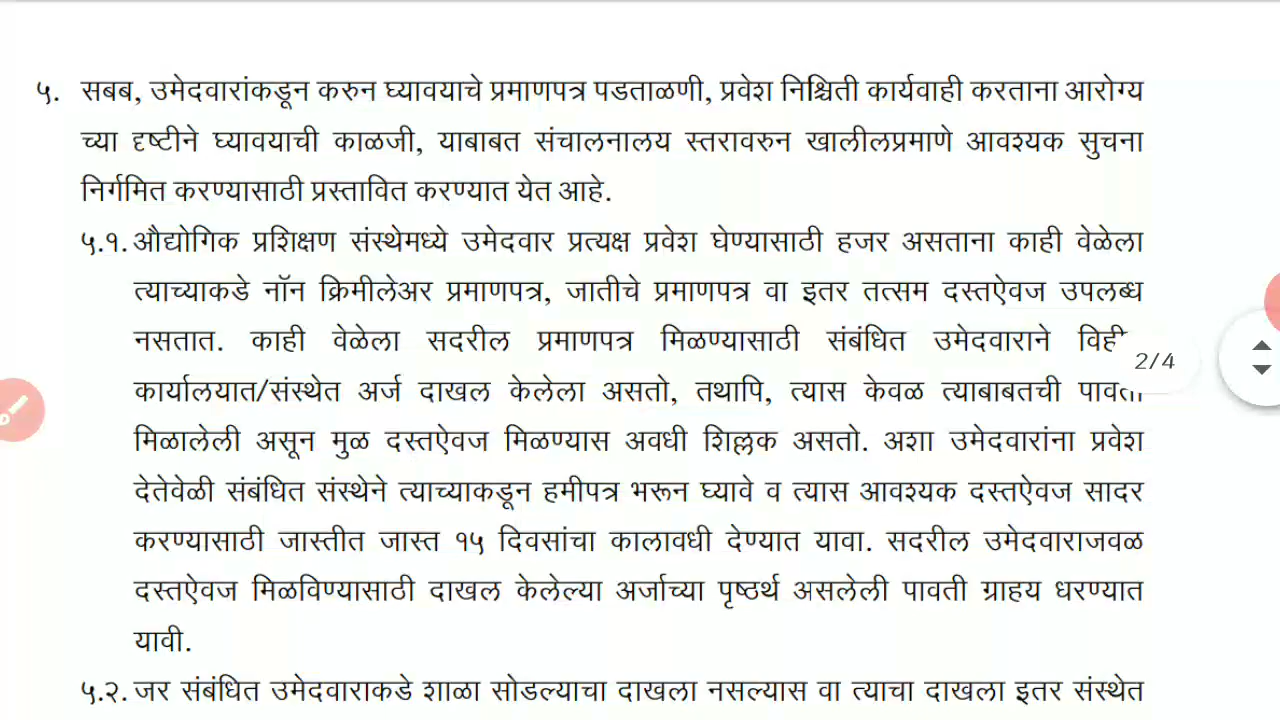 ५. सबब, उमेदवारांकडून करुन घ्यावयाचे प्रमाणपत्र पडताळणी, प्रवेश निश्चिती कार्यवाही करताना आरोग्य
च्या दृष्टीने घ्यावयाची काळजी, याबाबत संचालनालय स्तरावरुन खालीलप्रमाणे आवश्यक सुचना
निर्गमित करण्यासाठी प्रस्तावित करण्यात येत आहे.
५.१. औद्योगिक प्रशिक्षण संस्थेमध्ये उमेदवार प्रत्यक्ष प्रवेश घेण्यासाठी हजर असताना काही वेळेला
त्याच्याकडे नॉन क्रिमीलेअर प्रमाणपत्र, जातीचे प्रमाणपत्र वा इतर तत्सम दस्तऐवज उपलब्ध
नसतात. काही वेळेला सदरील प्रमाणपत्र मिळण्यासाठी संबंधित उमेदवाराने
2/4
कार्यालयात/संस्थेत अर्ज दाखल केलेला असतो, तथापि, त्यास केवळ त्याबाबतची पावती
मिळालेली असून मुळ दस्तऐवज मिळण्यास अवधी शिल्लक असतो. अशा उमेदवारांना प्रवेश
देतेवेळी संबंधित संस्थेने त्याच्याकडून हमीपत्र भरून घ्यावे व त्यास आवश्यक दस्तऐवज सादर
करण्यासाठी जास्तीत जास्त १५ दिवसांचा कालावधी देण्यात यावा. सदरील उमेदवाराजवळ
दस्तऐवज मिळविण्यासाठी दाखल केलेल्या अर्जाच्या पृष्ठर्थ असलेली पावती ग्राहय धरण्यात
यावी.
५.२. जर संबंधित उमेदवाराकडे शाळा सोडल्याचा दाखला नसल्यास वा त्याचा दाखला इतर संस्थेत